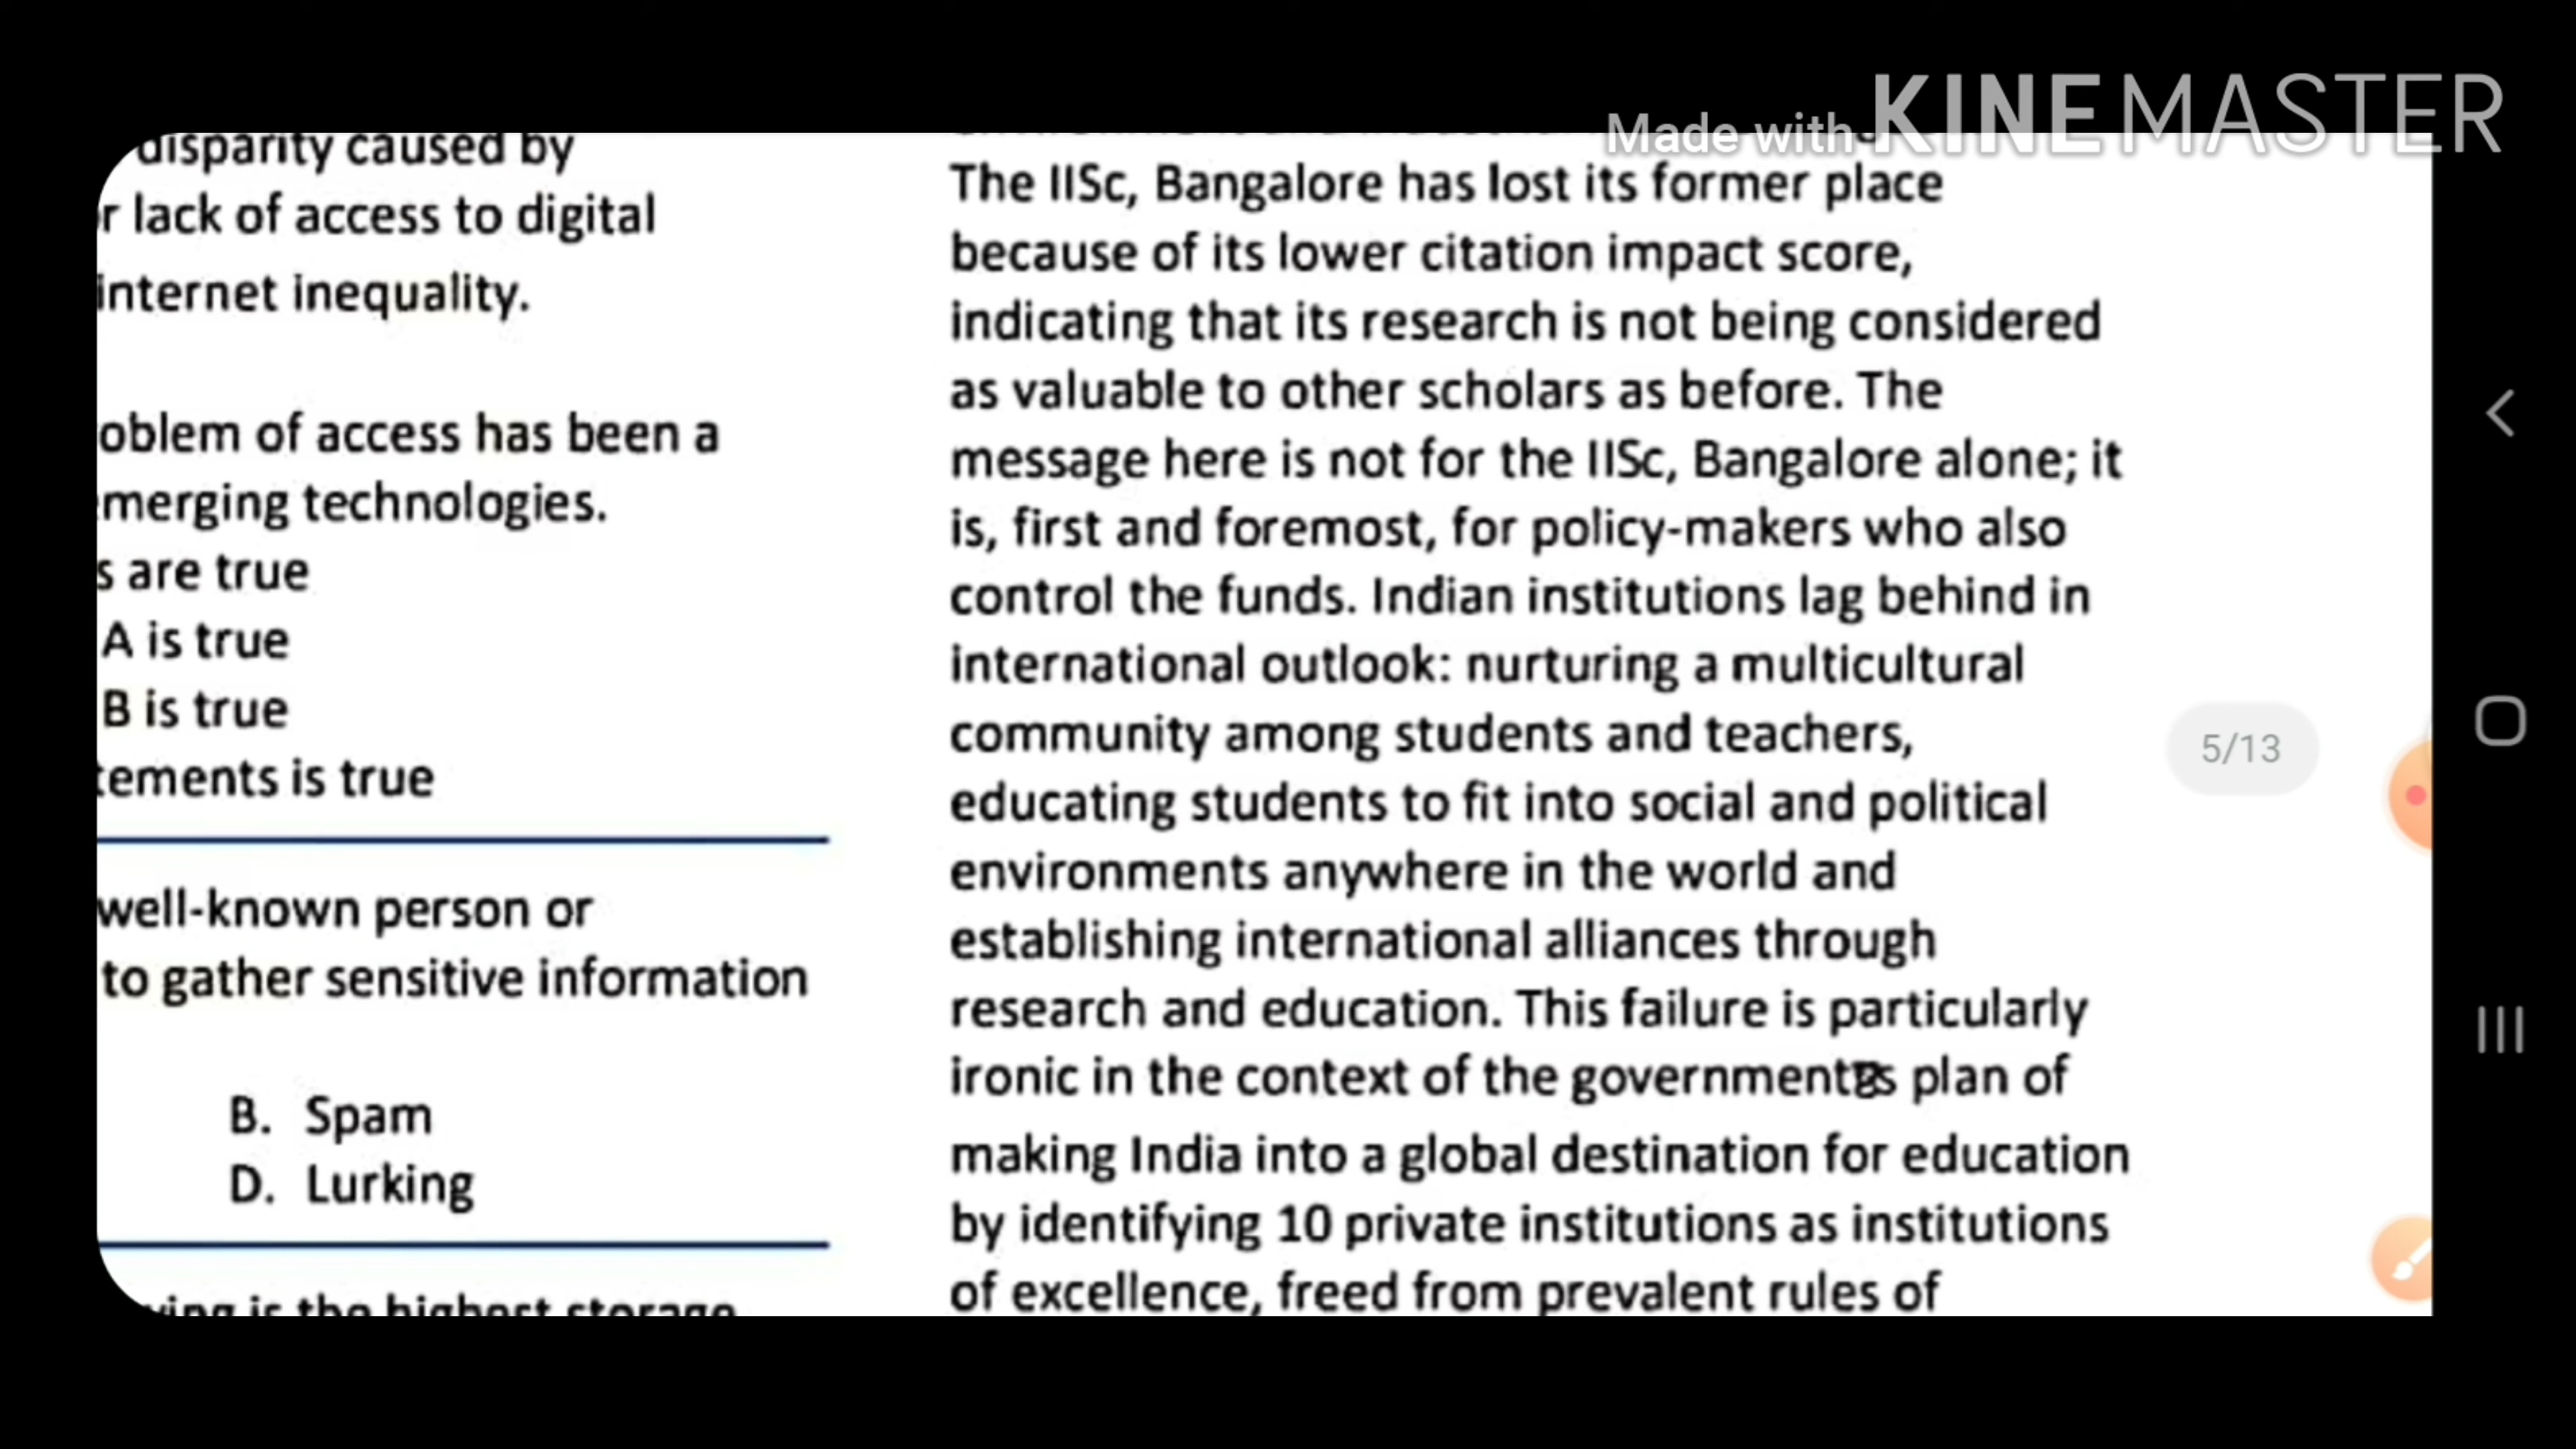 Made with KINEMASTER
disparity caused by
r lack of access to digital
internet inequality.
oblem of access has been a
merging technologies.
s are true
A is true
B is true
tements is true
well-known person or
to gather sensitive information
B. Spam
D. Lurking
ving is the highest storage
The IISc, Bangalore has lost its former place
because of its lower citation impact score,
indicating that its research is not being considered
as valuable to other scholars as before. The
message here is not for the IISc, Bangalore alone; it
is, first and foremost, for policy-makers who also
control the funds. Indian institutions lag behind in
international outlook: nurturing a multicultural
community among students and teachers,
educating students to fit into social and political
environments anywhere in the world and
establishing international alliances through
research and education. This failure is particularly
ironic in the context of the plan of
making India into a global destination for education
by identifying 10 private institutions as institutions
of excellence, freed from prevalent rules of
5/13